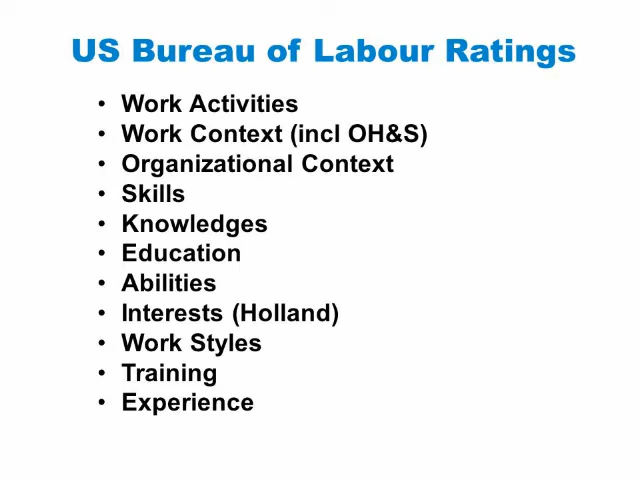 US Bureau of Labour Ratings
• Work Activities
• Work Context (incl OH&S)
• Organizational Context
• Skills
• Knowledges
• Education
• Abilities
• Interests (Holland)
• Work Styles
• Training
• Experience